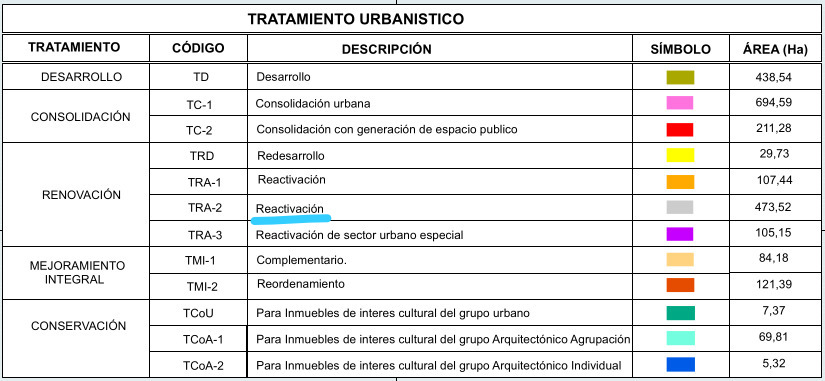 TRATAMIENTO URBANISTICO
TRATAMIENTO CÓDIGO DESCRIPCIÓN SÍMBOLO ÁREA (Ha)
DESARROLLO TD Desarrollo 438,54
CONSOLIDACIÓN TC-1 Consolidación urbana 694,59
TC-2 Consolidación con generación de espacio publico 211,28
RENOVACIÓN TRD Redesarrollo 29,73
TRA-1 Reactivación 107,44
TRA-2 Reactivación 473,52
TRA-3 Reactivación de sector urbano especial 105,15
MEJORAMIENTO INTEGRAL TMI-1 Complementario. 84,18
TMI-2 Reordenamiento 121,39
CONSERVACIÓN TCoU Para Inmuebles de interes cultural del grupo urbano 7,37
TCoA-1 Para Inmuebles de interes cultural del grupo Arquitectónico Agrupación 69,81
TCoA-2 Para Inmuebles de interes cultural del grupo Arquitectónico Individual 5,32